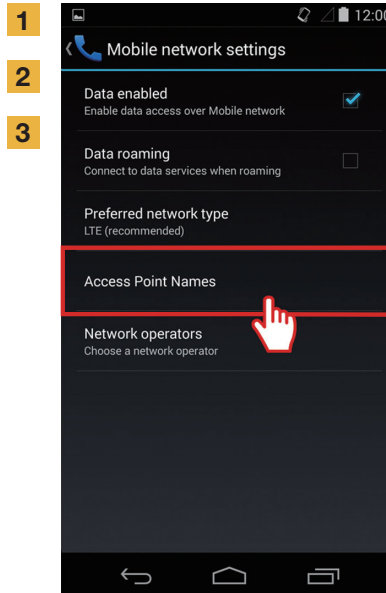 1
2
3
12:00
Mobile network settings
Data enabled
Enable data access over Mobile network
Data roaming
Connect to data services when roaming
Preferred network type
LTE (recommended)
Access Point Names
Network operators
Choose a network operator